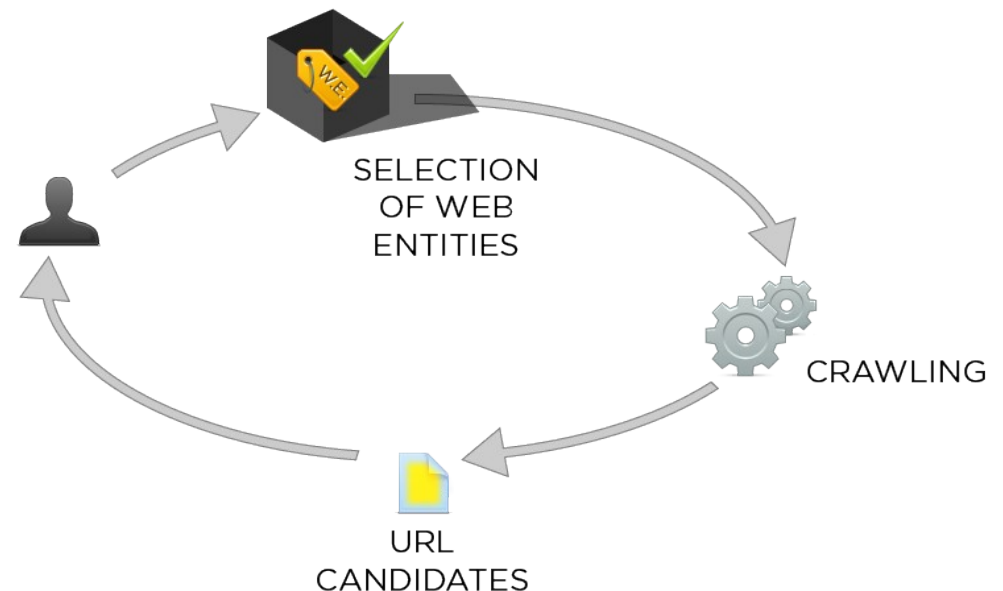 W.E.
SELECTION
OF WEB
ENTITIES
CRAWLING
URL
CANDIDATES